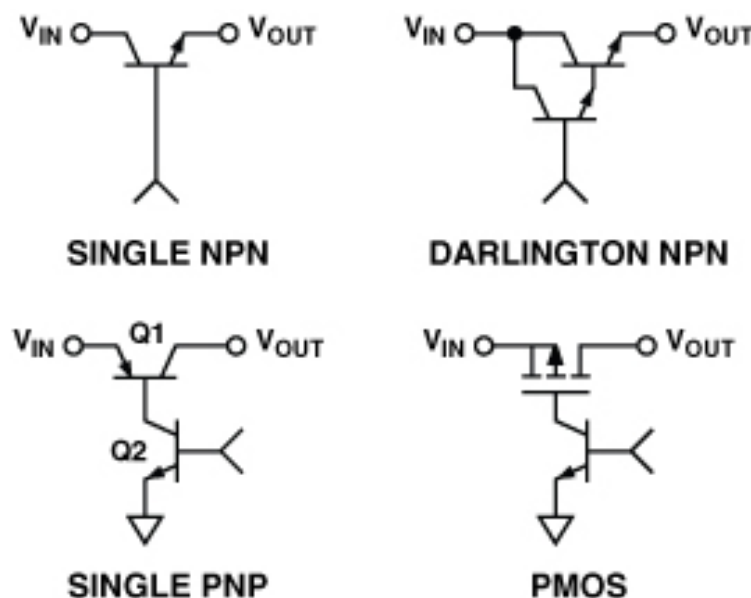 VIN VOUT VIN VOUT
SINGLE NPN DARLINGTON NPN
Q1
VIN VOUT VIN VOUT
Q2
SINGLE PNP PMOS